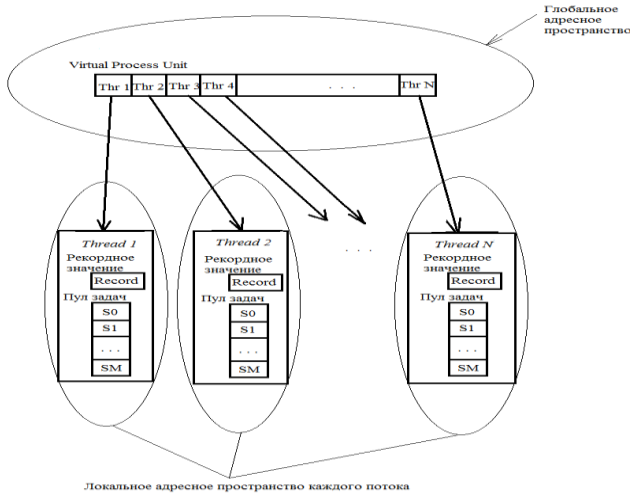 Глобальное
адресное
пространство
Virtual Process Unit
Thr 1 Thr 2 Thr 3 Thr 4 . . . Thr N
. . .
Thread 1
Рекордное
значение
Record
Пул задач
S0
S1
. . .
SM
Thread 2
Рекордное
значение
Record
Пул задач
S0
S1
. . .
SM
Thread N
Рекордное
значение
Record
Пул задач
S0
S1
. . .
SM
Локальное адресное пространство каждого потока